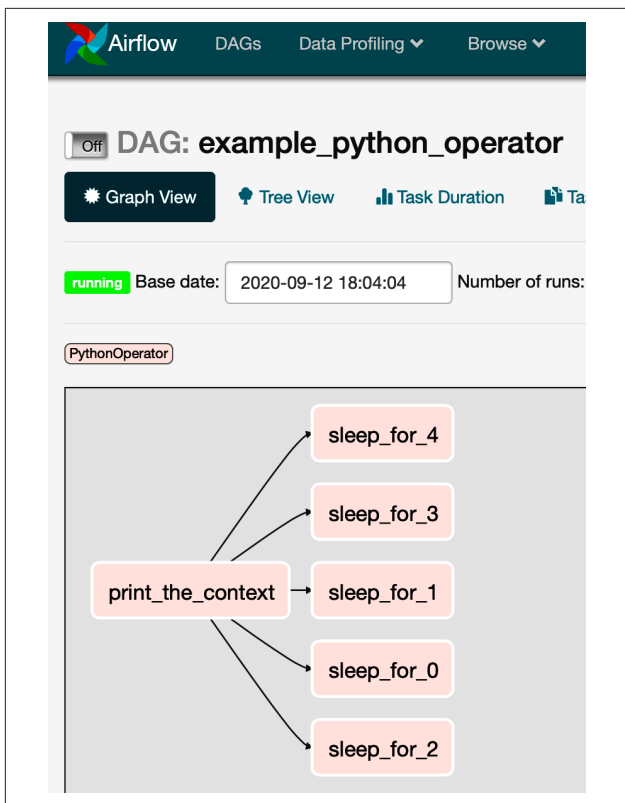 Airflow DAGs Data Profiling Browse
Off DAG: example_python_operator
Graph View Tree View Task Duration Ta
running Base date: 2020-09-12 18:04:04 Number of runs:
PythonOperator
sleep_for_4
sleep_for_3
print_the_context sleep_for_1
sleep_for_0
sleep_for_2